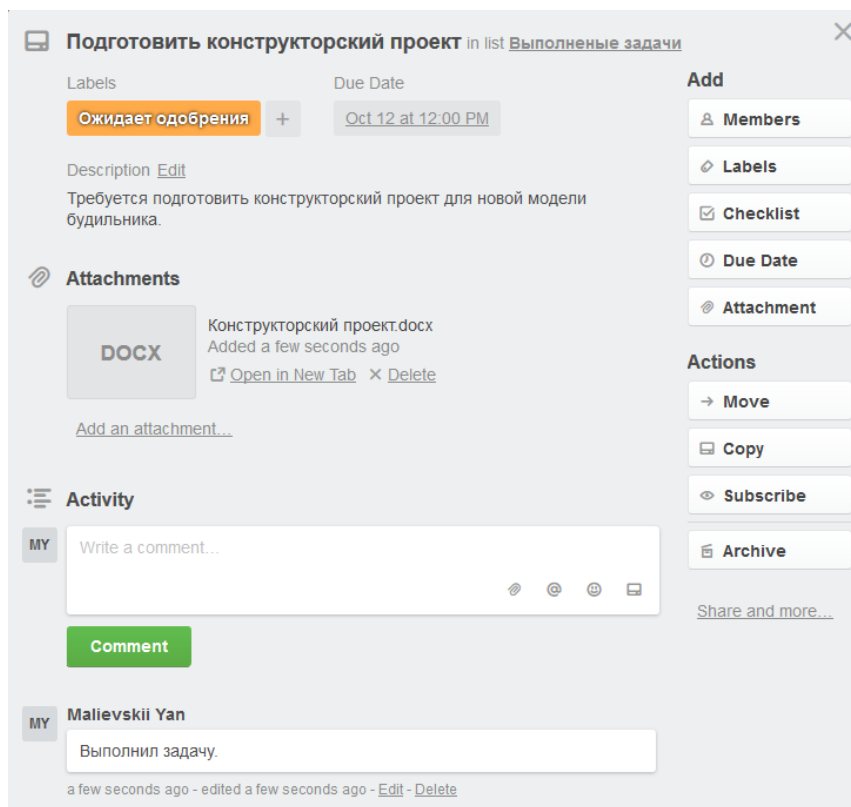 Подготовить конструкторский проект in list Выполненые задачи
Labels
Due Date
Ожидает одобрения +
Oct 12 at 12:00 PM
Description Edit
Требуется подготовить конструкторский проект для новой модели
будильника.
Attachments
DOCX
Конструкторский проект.docx
Added a few seconds ago
Open in New Tab × Delete
Add an attachment...
Activity
MY
Write a comment...
Comment
MY
Malievskii Yan
Выполнил задачу.
a few seconds ago - edited a few seconds ago - Edit - Delete
Add
Members
Labels
Checklist
Due Date
Attachment
Actions
Move
Copy
Subscribe
Archive
Share and more...